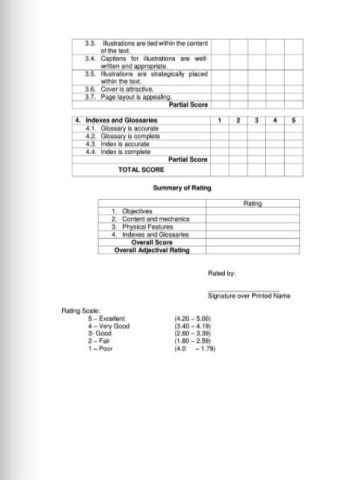 3.3. Illustrations are tied within the content
of the text.
3.4. Captions for illustrations are well-
written and appropriate.
3.5. Illustrations are strategically placed
within the text.
3.6. Cover is attractive.
3.7. Page layout is appealing.
Partial Score
4. Indexes and Glossaries 1 2 3 4 5
4.1. Glossary is accurate
4.2. Glossary is complete
4.3. Index is accurate
4.4. Index is complete
Partial Score
TOTAL SCORE
Summary of Rating
Rating
1. Objectives
2. Content and mechanics
3. Physical Features
4. Indexes and Glossaries
Overall Score
Overall Adjectival Rating
Rated by:
Signature over Printed Name
Rating Scale:
5 – Excellent (4.20 – 5.00)
4 – Very Good (3.40 – 4.19)
3- Good (2.60 – 3.39)
2 – Fair (1.80 – 2.59)
1 – Poor (4.0 – 1.79)